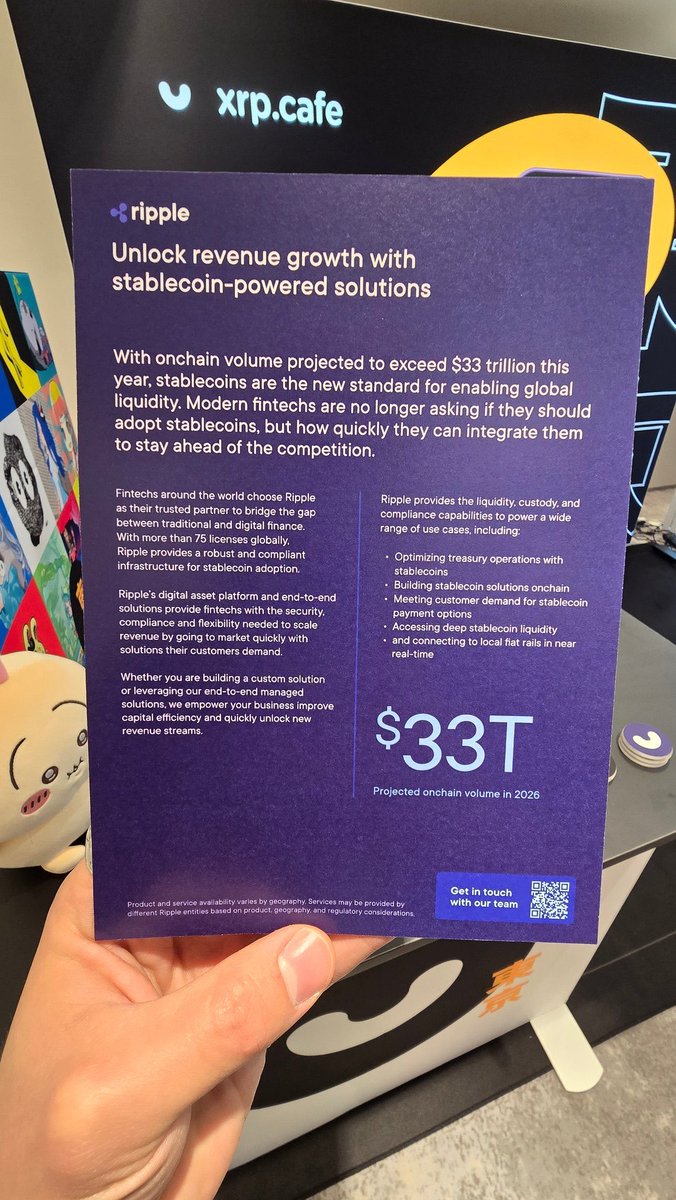 xrp.cafe
ripple
Unlock revenue growth with
stablecoin-powered solutions
With onchain volume projected to exceed $33 trillion this
year, stablecoins are the new standard for enabling global
liquidity. Modern fintechs are no longer asking if they should
adopt stablecoins, but how quickly they can integrate them
to stay ahead of the competition.
Fintechs around the world choose Ripple
as their trusted partner to bridge the gap
between traditional and digital finance.
With more than 75 licenses globally,
Ripple provides a robust and compliant
infrastructure for stablecoin adoption.
Ripple's digital asset platform and end-to-end
solutions provide fintechs with the security,
compliance and flexibility needed to scale
revenue by going to market quickly with
solutions their customers demand.
Whether you are building a custom solution
or leveraging our end-to-end managed
solutions, we empower your business improve
capital efficiency and quickly unlock new
revenue streams.
Ripple provides the liquidity, custody, and
compliance capabilities to power a wide
range of use cases, including:
• Optimizing treasury operations with
stablecoins
• Building stablecoin solutions onchain
• Meeting customer demand for stablecoin
payment options
• Accessing deep stablecoin liquidity
• and connecting to local fiat rails in near
real-time
$33T
Projected onchain volume in 2026
Get in touch
with our team
Product and service availability varies by geography. Services may be provided by
different Ripple entities based on product, geography, and regulatory considerations.
東京